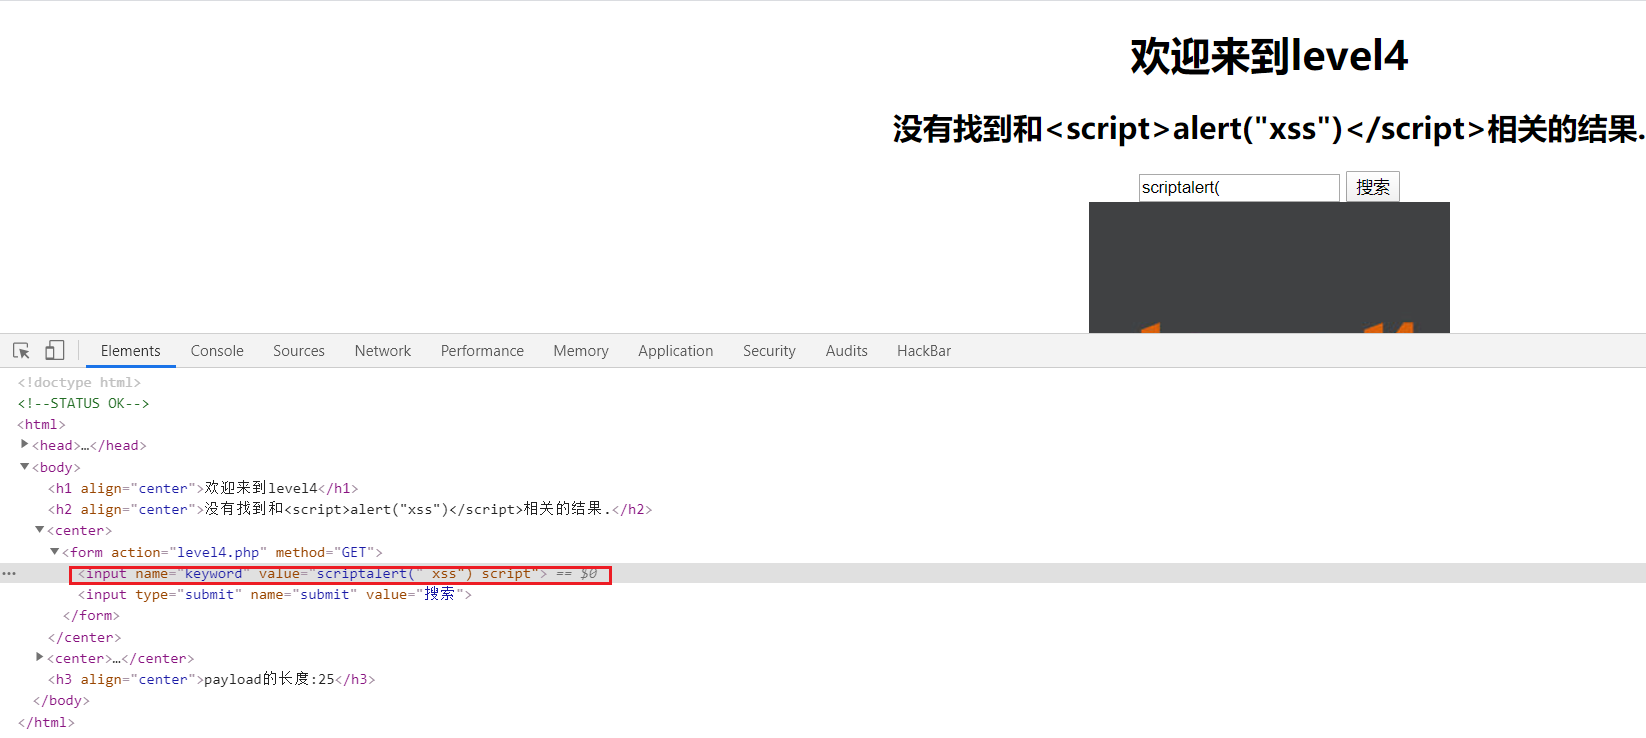 欢迎来到level4
没有找到和<script>alert("xss")</script>相关的结果.
scriptalert( 搜索
Elements Console Sources Network Performance Memory Application Security Audits HackBar
<!doctype html>
<!--STATUS OK-->
<html>
<head>…</head>
<body>
<h1 align="center">欢迎来到level4</h1>
<h2 align="center">没有找到和<script>alert("xss")</script>相关的结果.</h2>
<center>
<form action="level4.php" method="GET">
<input name="keyword" value="scriptalert(" xss") script"> == $0
<input type="submit" name="submit" value="搜索">
</form>
</center>
<center>…</center>
<h3 align="center">payload的长度:25</h3>
</body>
</html>